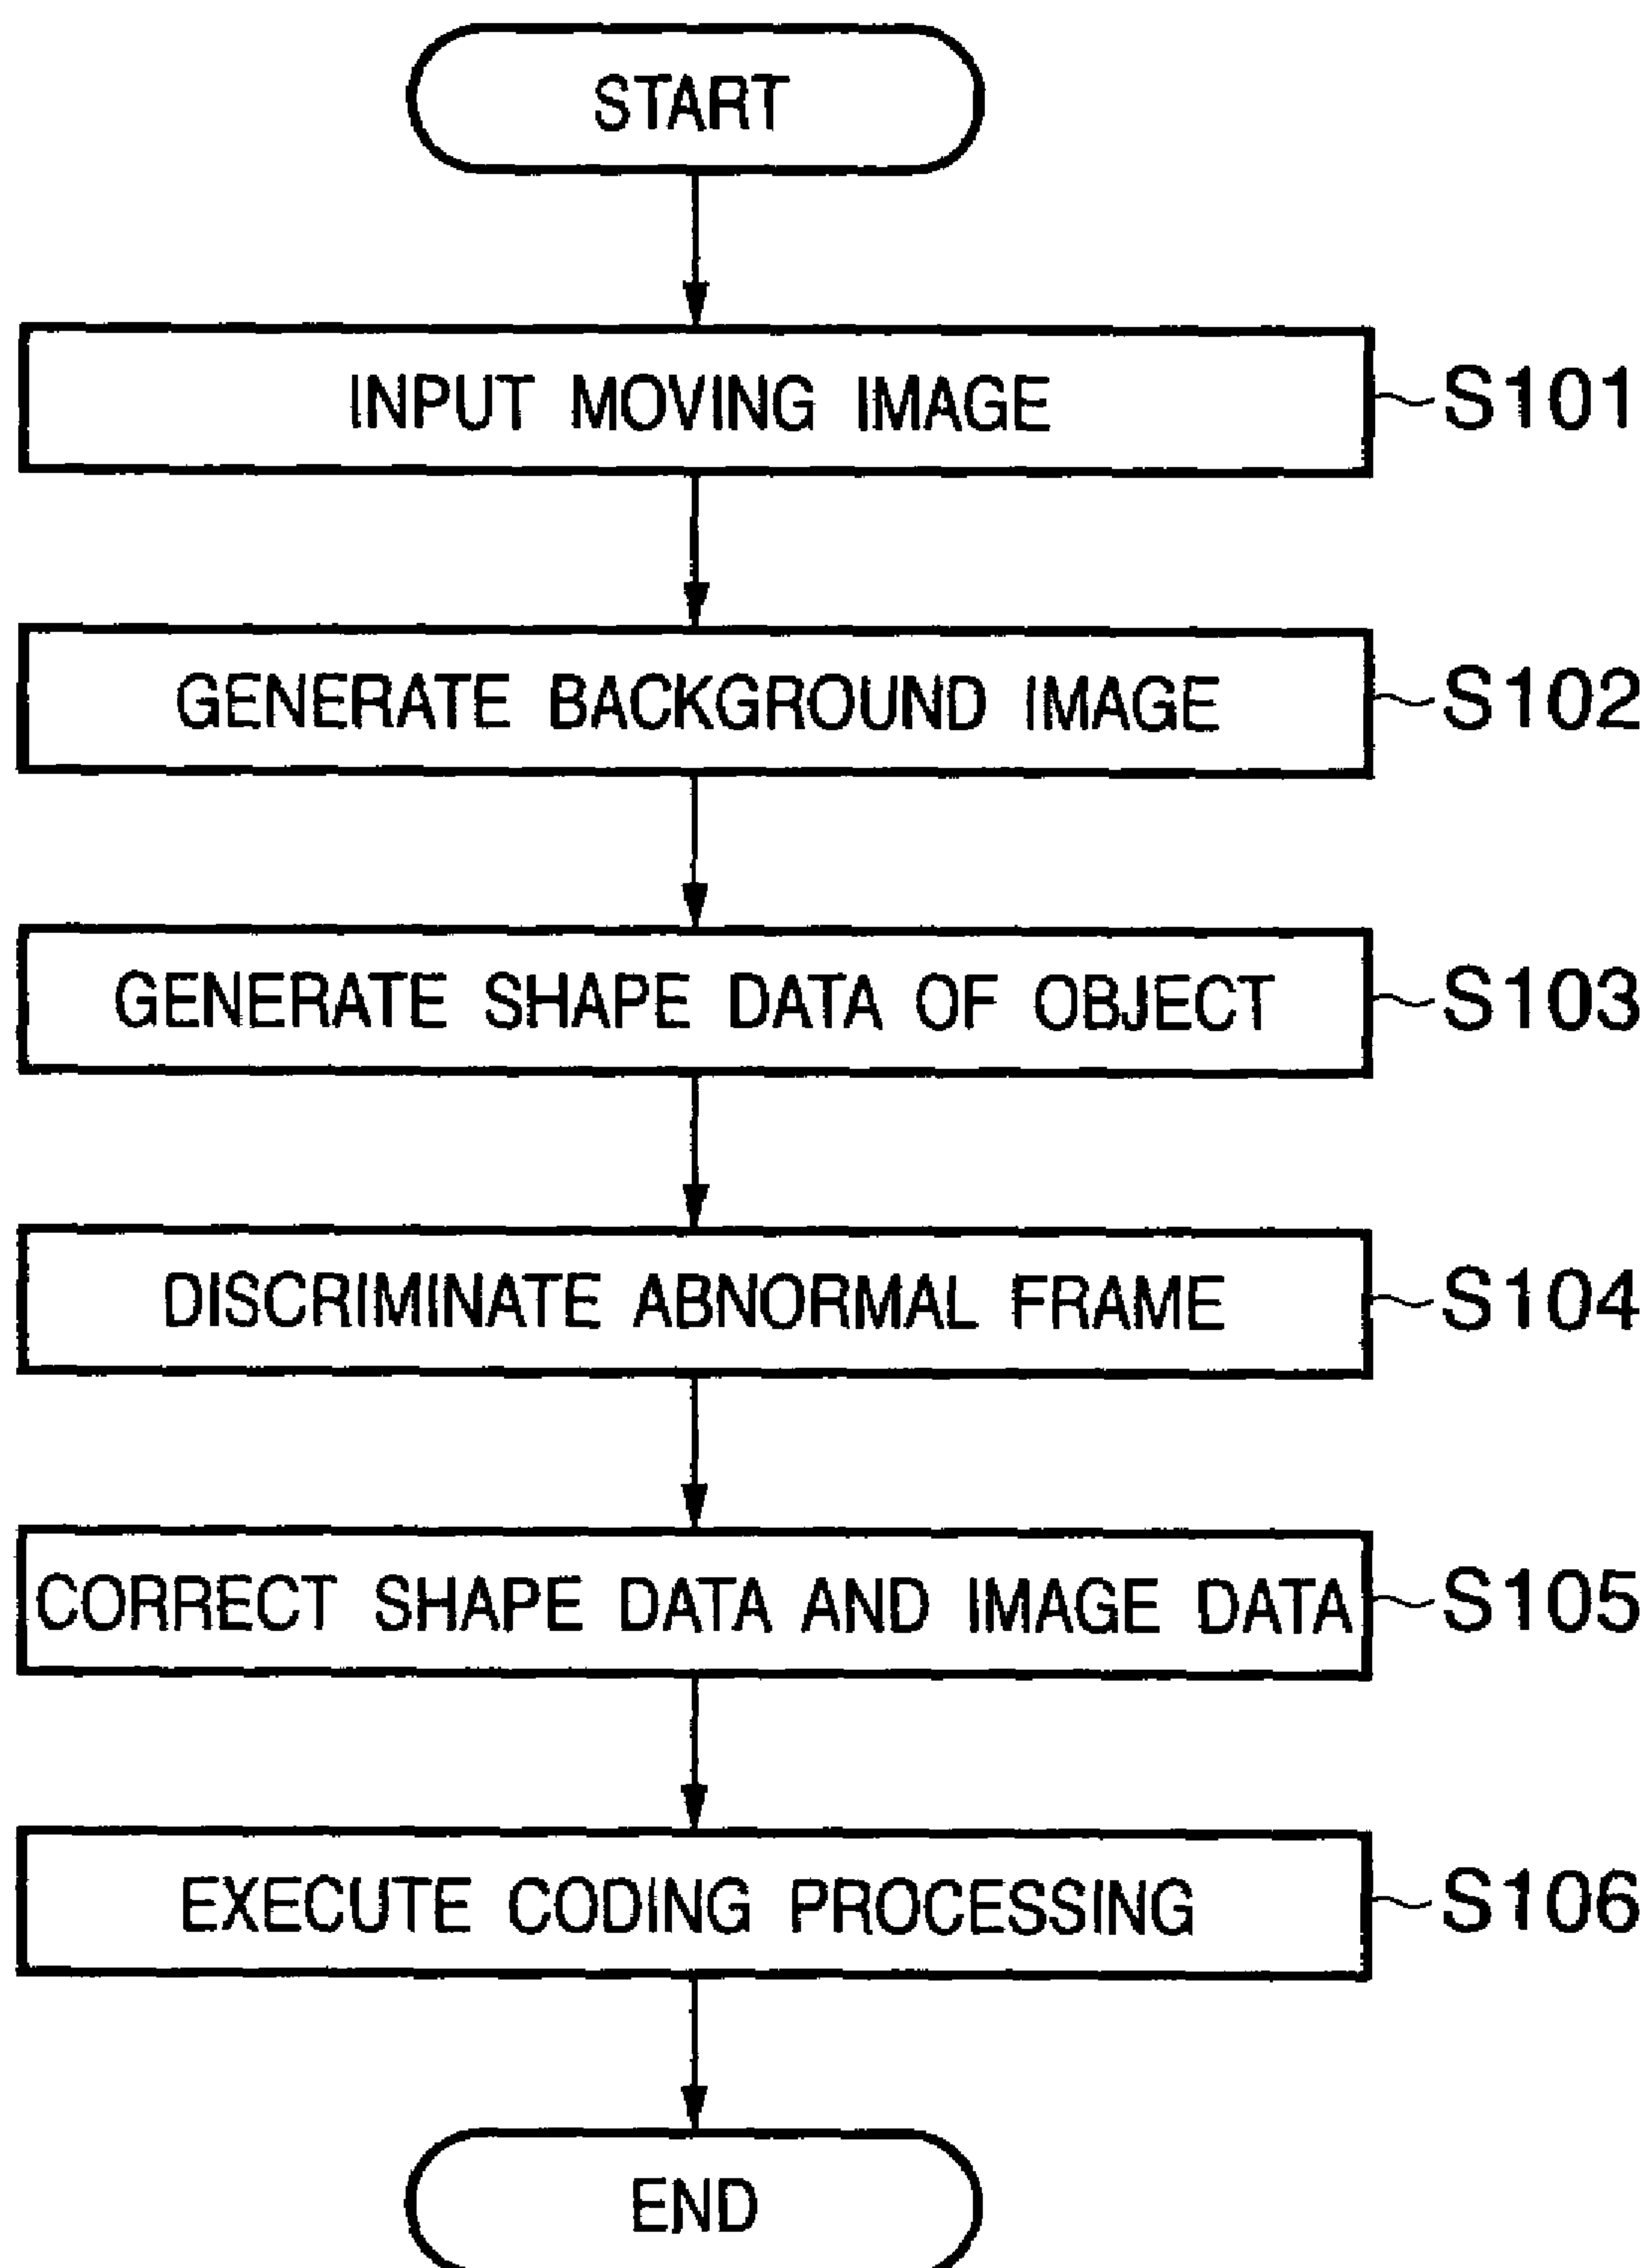 START
INPUT MOVING IMAGE S101
GENERATE BACKGROUND IMAGE S102
GENERATE SHAPE DATA OF OBJECT S103
DISCRIMINATE ABNORMAL FRAME S104
CORRECT SHAPE DATA AND IMAGE DATA S105
EXECUTE CODING PROCESSING S106
END